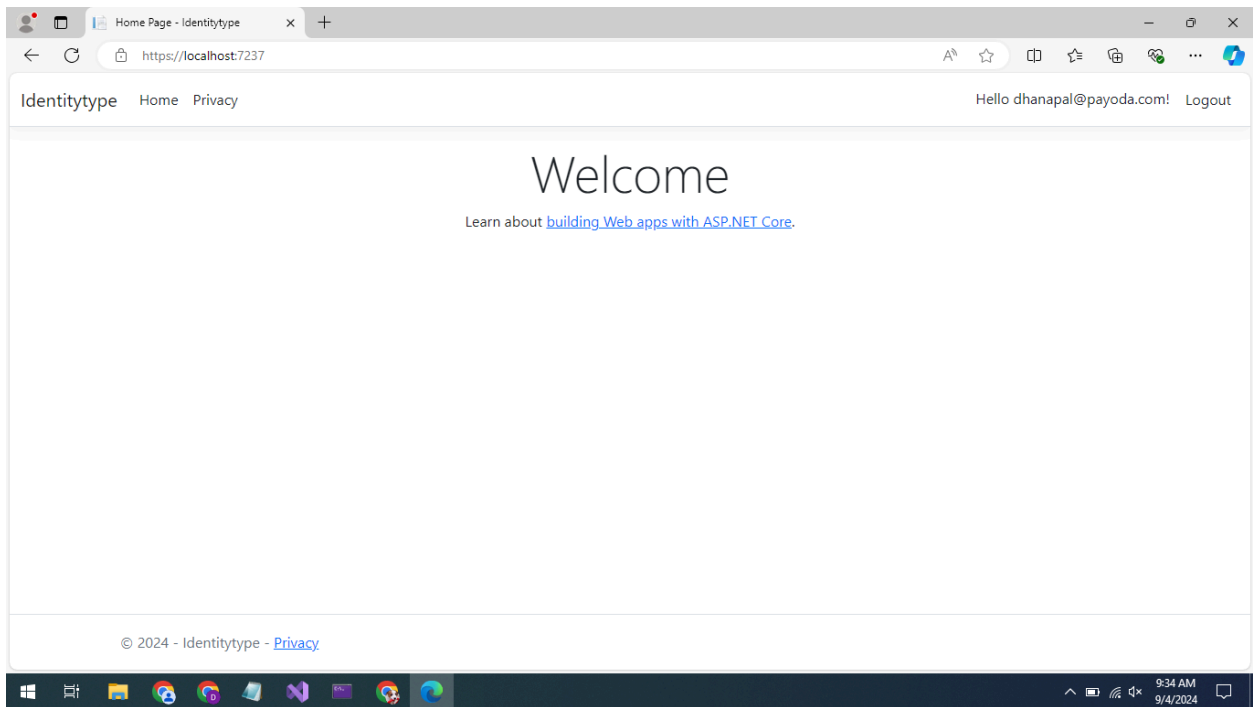 Home Page - Identitytype
https://localhost:7237
Identitytype Home Privacy Hello dhanapal@payoda.com! Logout
Welcome
Learn about building Web apps with ASP.NET Core.
© 2024 - Identitytype - Privacy
9:34 AM
9/4/2024